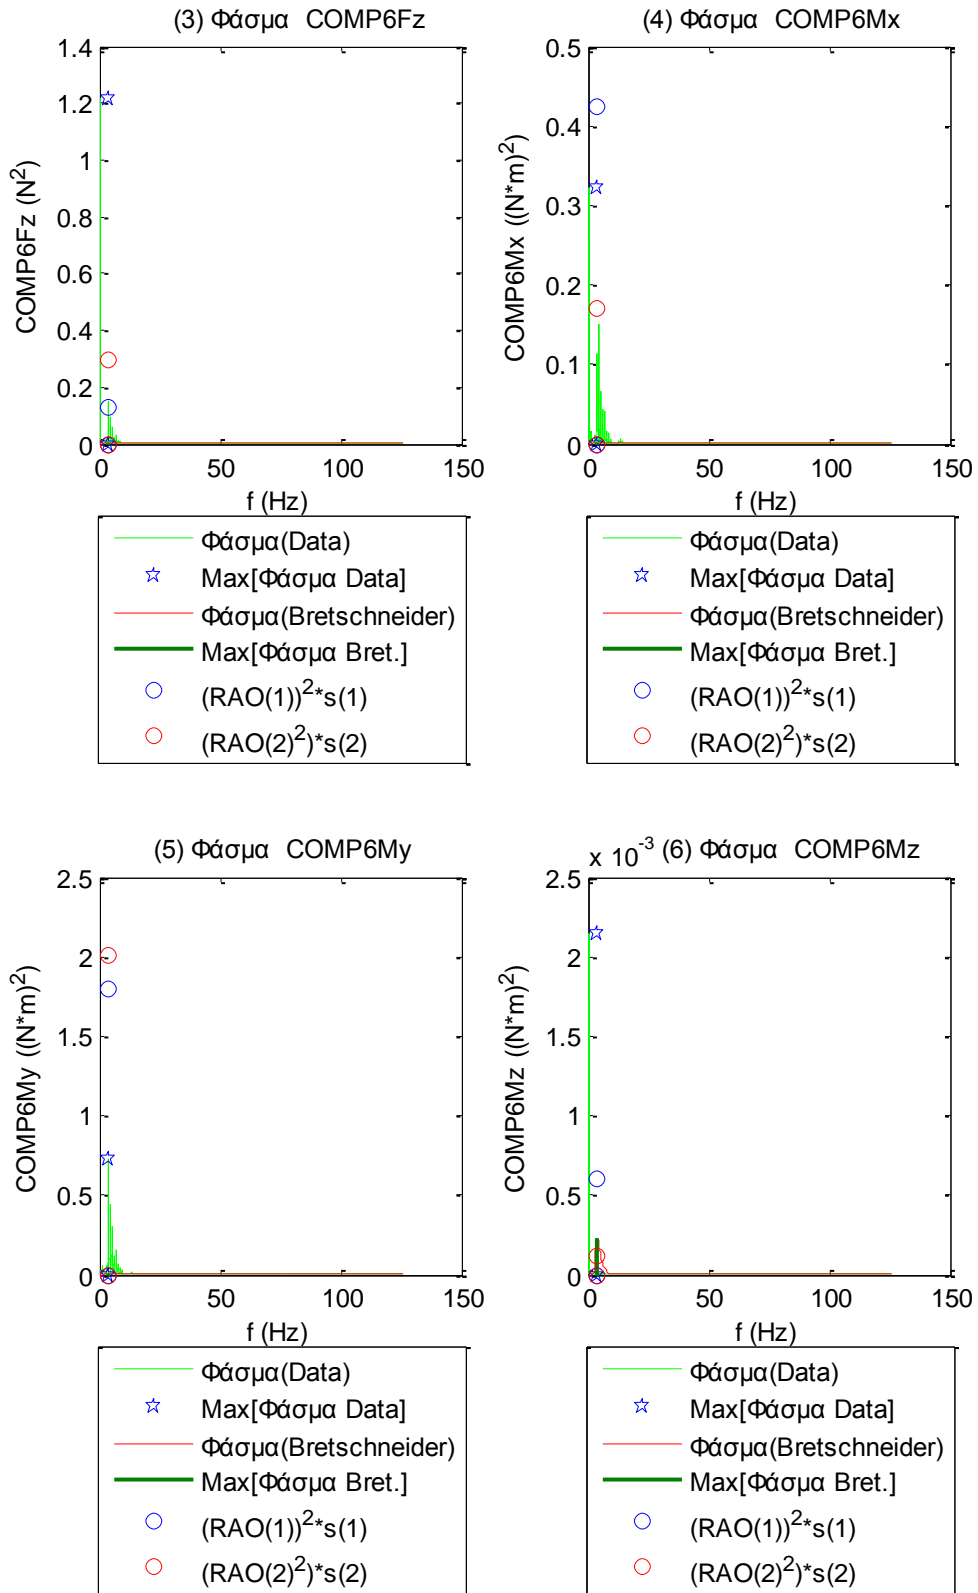 (3) Φάσμα COMP6Fz
(4) Φάσμα COMP6Mx
1.4
1.2
1
0.8
0.6
0.4
0.2
0
COMP6Fz (N^2)
0 50 100 150
f (Hz)
0.5
0.4
0.3
0.2
0.1
0
COMP6Mx ((N*m)^2)
0 50 100 150
f (Hz)
Φάσμα(Data)
Max[Φάσμα Data]
Φάσμα(Bretschneider)
Max[Φάσμα Bret.]
(RAO(1))^2*s(1)
(RAO(2)^2)*s(2)
Φάσμα(Data)
Max[Φάσμα Data]
Φάσμα(Bretschneider)
Max[Φάσμα Bret.]
(RAO(1))^2*s(1)
(RAO(2)^2)*s(2)
(5) Φάσμα COMP6My
x 10^-3 (6) Φάσμα COMP6Mz
2.5
2
1.5
1
0.5
0
COMP6My ((N*m)^2)
0 50 100 150
f (Hz)
2.5
2
1.5
1
0.5
0
COMP6Mz ((N*m)^2)
0 50 100 150
f (Hz)
Φάσμα(Data)
Max[Φάσμα Data]
Φάσμα(Bretschneider)
Max[Φάσμα Bret.]
(RAO(1))^2*s(1)
(RAO(2)^2)*s(2)
Φάσμα(Data)
Max[Φάσμα Data]
Φάσμα(Bretschneider)
Max[Φάσμα Bret.]
(RAO(1))^2*s(1)
(RAO(2)^2)*s(2)